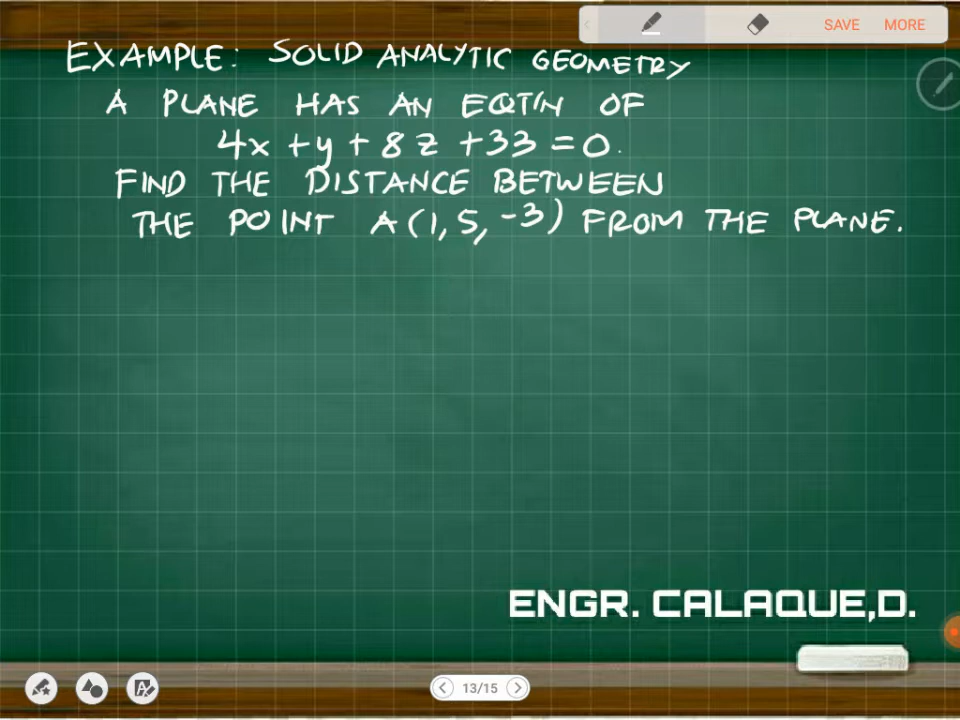 SAVE MORE
EXAMPLE: SOLID ANALYTIC GEOMETRY
A PLANE HAS AN EQT'N OF
4x + y + 8z + 33 = 0.
FIND THE DISTANCE BETWEEN
THE POINT A(1, 5, -3) FROM THE PLANE.
ENGR. CALAQUE,D.
13/15